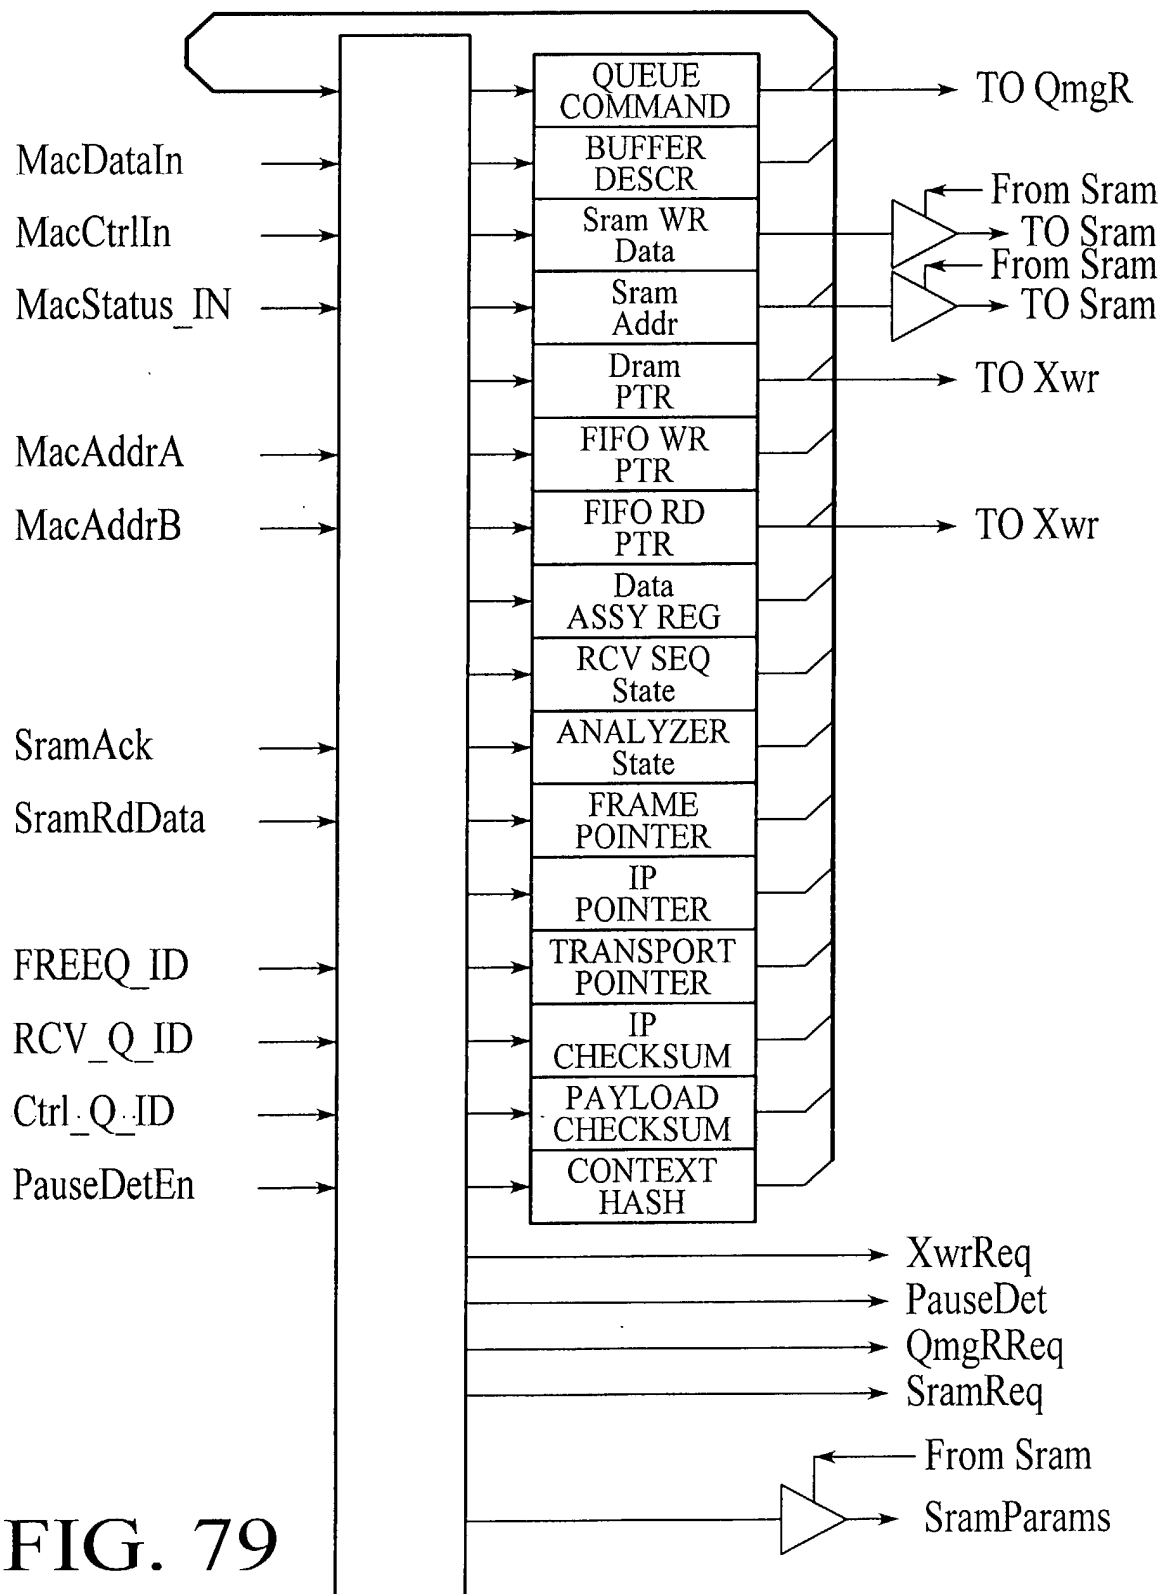 QUEUE
COMMAND
TO QmgR
MacDataIn
BUFFER
DESCR
From Sram
MacCtrlIn
Sram WR
Data
TO Sram
From Sram
MacStatus_IN
Sram
Addr
TO Sram
Dram
PTR
TO Xwr
MacAddrA
FIFO WR
PTR
MacAddrB
FIFO RD
PTR
TO Xwr
Data
ASSY REG
RCV SEQ
State
SramAck
ANALYZER
State
SramRdData
FRAME
POINTER
IP
POINTER
FREEQ_ID
TRANSPORT
POINTER
RCV_Q_ID
IP
CHECKSUM
Ctrl_Q_ID
PAYLOAD
CHECKSUM
PauseDetEn
CONTEXT
HASH
XwrReq
PauseDet
QmgRReq
SramReq
From Sram
SramParams
FIG. 79